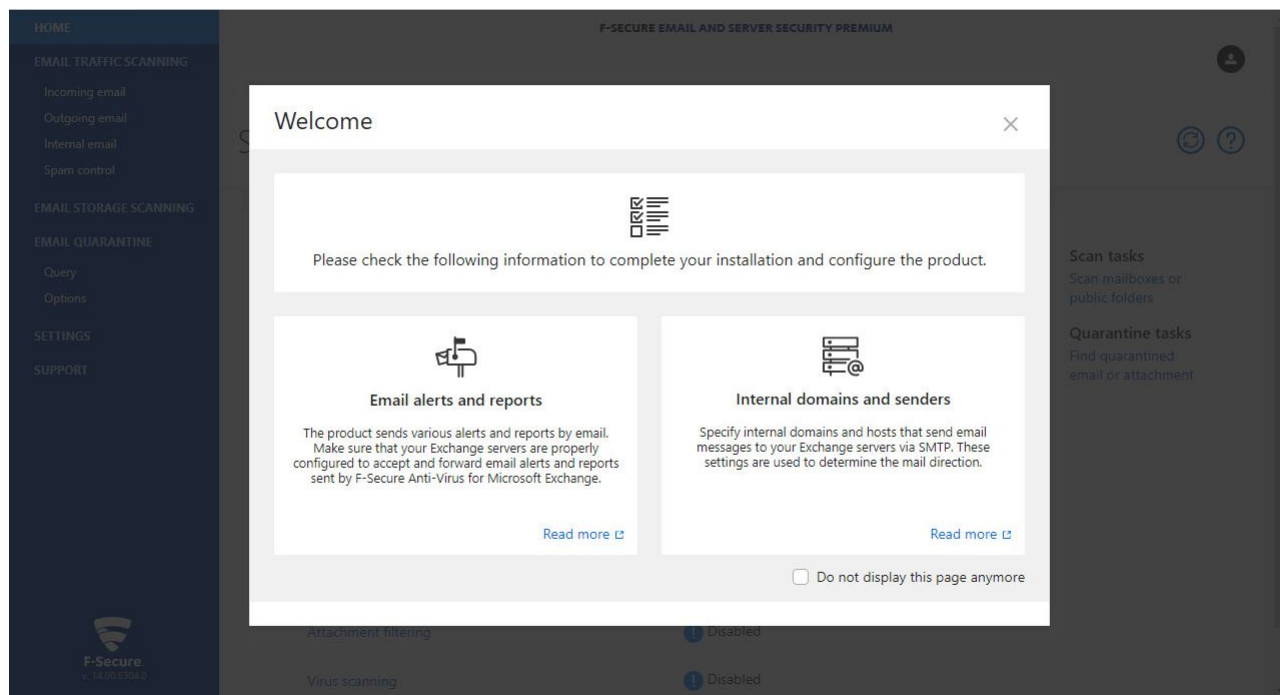 HOME
F-SECURE EMAIL AND SERVER SECURITY PREMIUM
EMAIL TRAFFIC SCANNING
Incoming email
Outgoing email
Internal email
Spam control
EMAIL STORAGE SCANNING
EMAIL QUARANTINE
Query
Options
SETTINGS
SUPPORT
F-Secure
v. 14.00.5304.0
Welcome
Please check the following information to complete your installation and configure the product.
Email alerts and reports
The product sends various alerts and reports by email.
Make sure that your Exchange servers are properly
configured to accept and forward email alerts and reports
sent by F-Secure Anti-Virus for Microsoft Exchange.
Read more
Internal domains and senders
Specify internal domains and hosts that send email
messages to your Exchange servers via SMTP. These
settings are used to determine the mail direction.
Read more
Do not display this page anymore
Scan tasks
Scan mailboxes or
public folders
Quarantine tasks
Find quarantined
email or attachment
Attachment filtering
Disabled
Virus scanning
Disabled